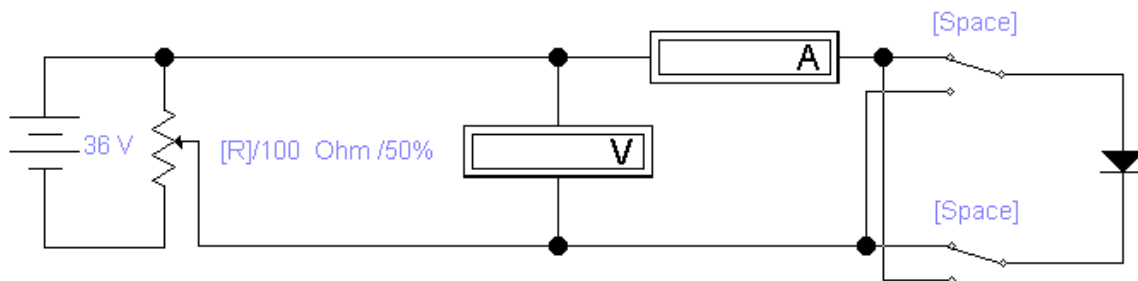 [Space]
A
36 V
[R]/100 Ohm /50%
V
[Space]